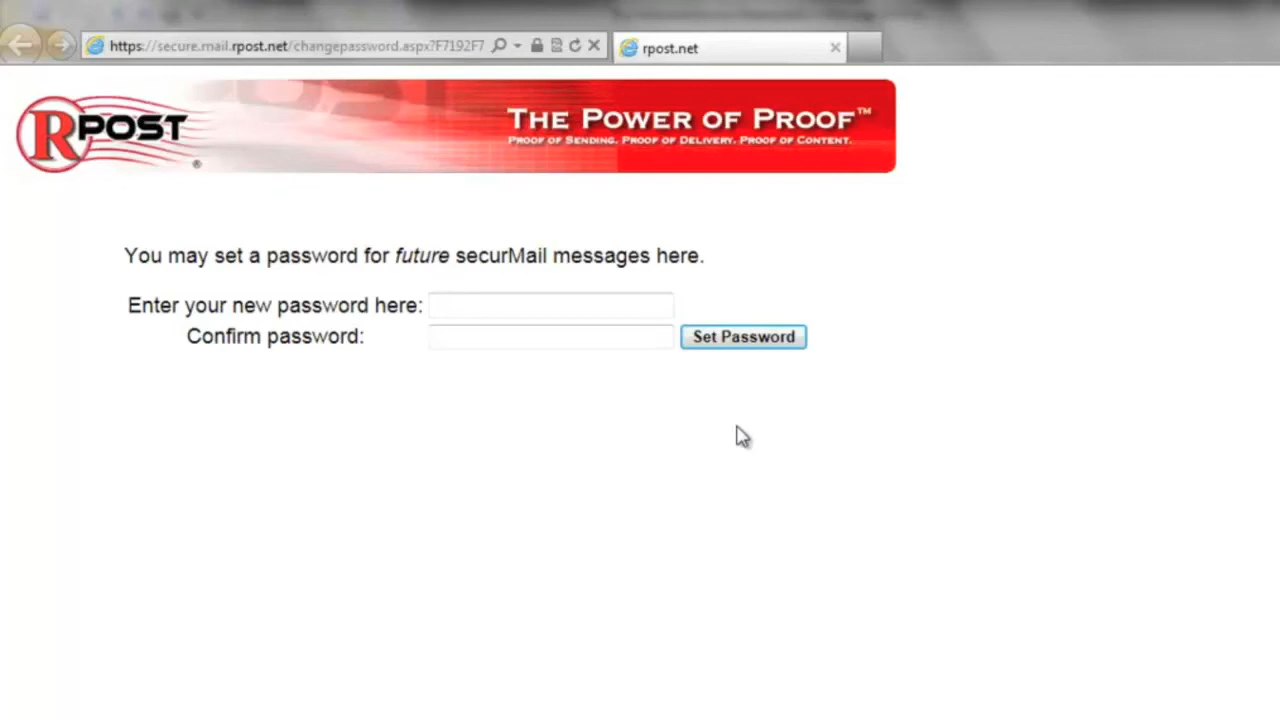 https://secure.rmail.rpost.net/changepassword.aspx?F7192F7
rpost.net
RPOST
®
THE POWER OF PROOF™
PROOF OF SENDING. PROOF OF DELIVERY. PROOF OF CONTENT.
You may set a password for future securMail messages here.
Enter your new password here:
Confirm password:
Set Password